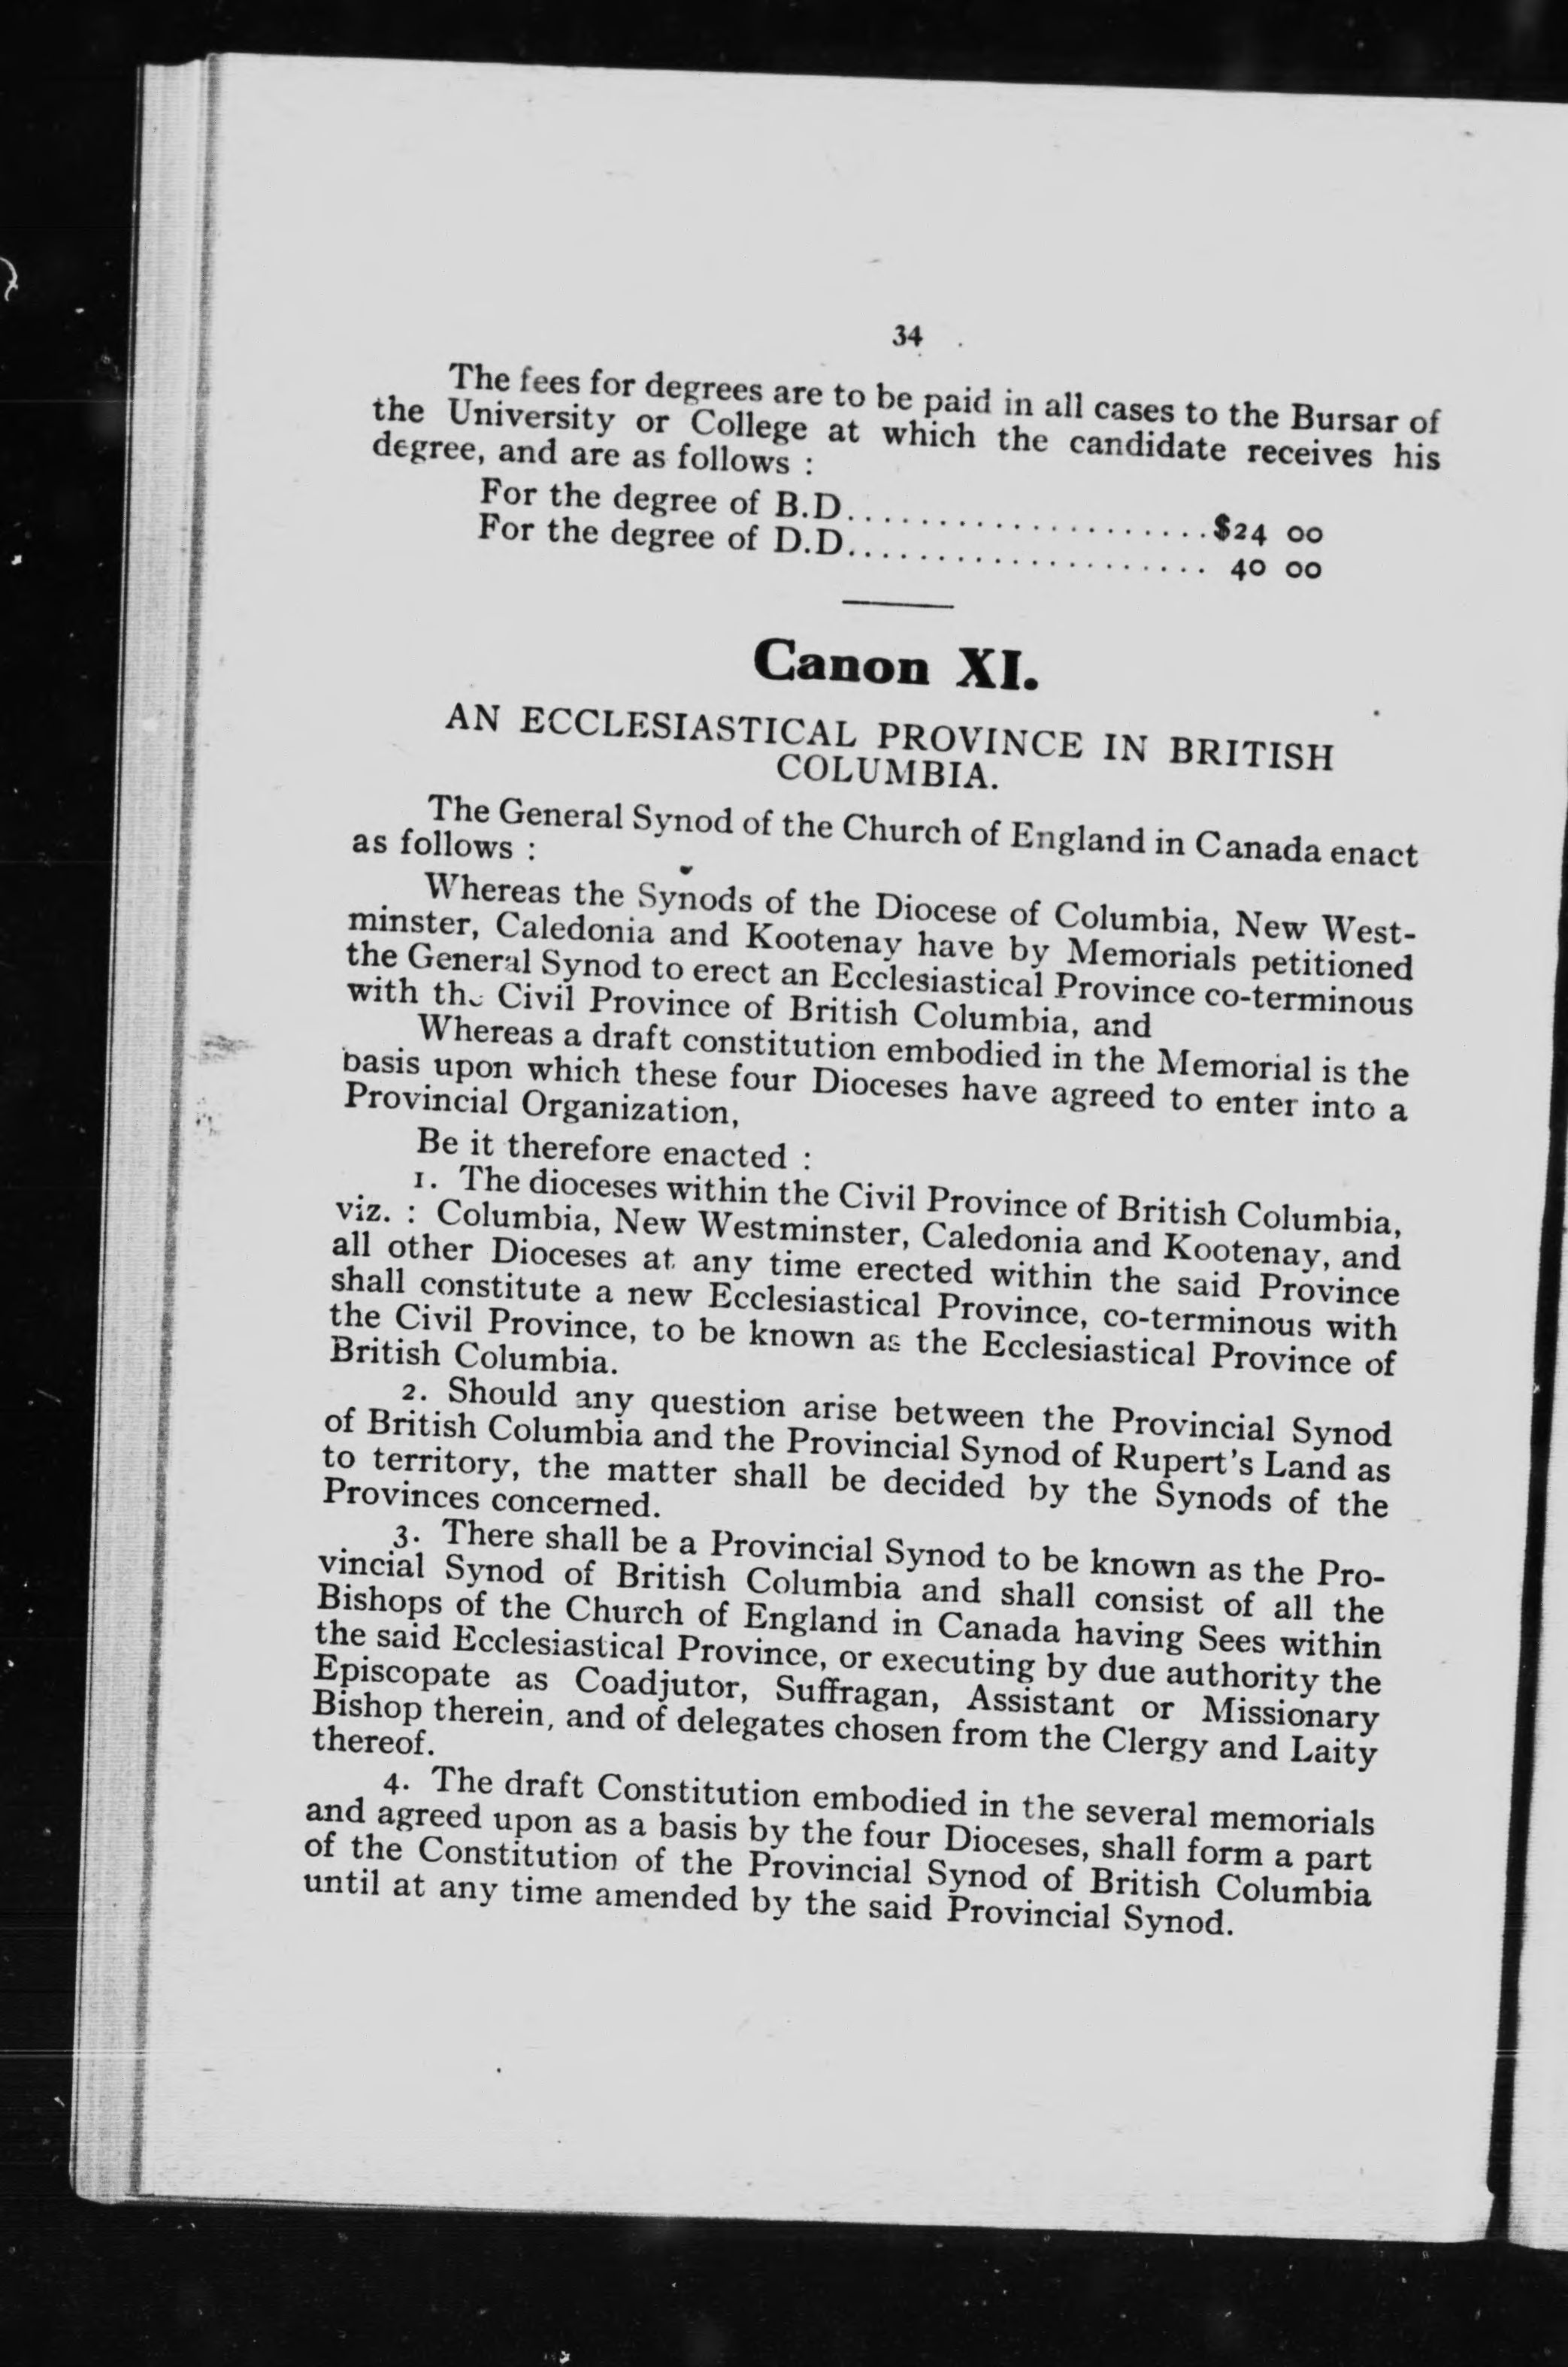 34
The fees for degrees are to be paid in all cases to the Bursar of
the University or College at which the candidate receives his
degree, and are as follows :
For the degree of B.D......................$24 00
For the degree of D.D...................... 40 00
Canon XI.
AN ECCLESIASTICAL PROVINCE IN BRITISH
COLUMBIA.
The General Synod of the Church of England in Canada enact
as follows :
Whereas the Synods of the Diocese of Columbia, New West-
minster, Caledonia and Kootenay have by Memorials petitioned
the General Synod to erect an Ecclesiastical Province co-terminous
with the Civil Province of British Columbia, and
Whereas a draft constitution embodied in the Memorial is the
basis upon which these four Dioceses have agreed to enter into a
Provincial Organization,
Be it therefore enacted :
1. The dioceses within the Civil Province of British Columbia,
viz. : Columbia, New Westminster, Caledonia and Kootenay, and
all other Dioceses at any time erected within the said Province
shall constitute a new Ecclesiastical Province, co-terminous with
the Civil Province, to be known as the Ecclesiastical Province of
British Columbia.
2. Should any question arise between the Provincial Synod
of British Columbia and the Provincial Synod of Rupert's Land as
to territory, the matter shall be decided by the Synods of the
Provinces concerned.
3. There shall be a Provincial Synod to be known as the Pro-
vincial Synod of British Columbia and shall consist of all the
Bishops of the Church of England in Canada having Sees within
the said Ecclesiastical Province, or executing by due authority the
Episcopate as Coadjutor, Suffragan, Assistant or Missionary
Bishop therein, and of delegates chosen from the Clergy and Laity
thereof.
4. The draft Constitution embodied in the several memorials
and agreed upon as a basis by the four Dioceses, shall form a part
of the Constitution of the Provincial Synod of British Columbia
until at any time amended by the said Provincial Synod.